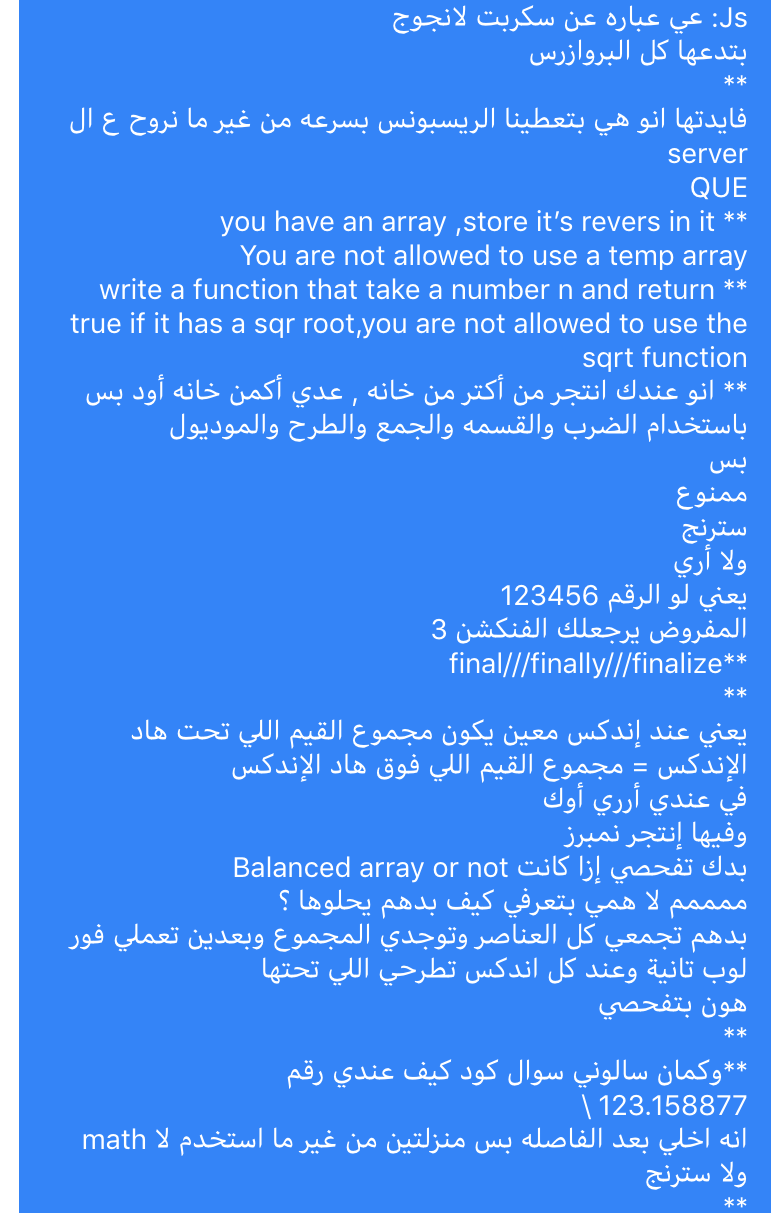 Js: عي عباره عن سكربت لانجوج
بتدعها كل البروازرس
**
فايدتها انو هي بتعطينا الريسبونس بسرعه من غير ما نروح ع ال
server
QUE
** you have an array ,store it’s revers in it
You are not allowed to use a temp array
** write a function that take a number n and return
true if it has a sqr root,you are not allowed to use the
sqrt function
** انو عندك انتجر من أكتر من خانه , عدي أكمن خانه أود بس
باستخدام الضرب والقسمه والجمع والطرح والموديول
بس
ممنوع
سترنج
ولا أري
يعني لو الرقم 123456
المفروض يرجعلك الفنكشن 3
**final///finally///finalize
**
يعني عند إندكس معين يكون مجموع القيم اللي تحت هاد
الإندكس = مجموع القيم اللي فوق هاد الإندكس
في عندي أرري أوك
وفيها إنتجر نمبرز
بدك تفحصي إزا كانت Balanced array or not
ممممم لا همي بتعرفي كيف بدهم يحلوها ؟
بدهم تجمعي كل العناصر وتوجدي المجموع وبعدين تعملي فور
لوب تانية وعند كل اندكس تطرحي اللي تحتها
هون بتفحصي
**
**وكمان سالوني سوال كود كيف عندي رقم
123.158877 \
انه اخلي بعد الفاصله بس منزلتين من غير ما استخدم لا math
ولا سترنج
**